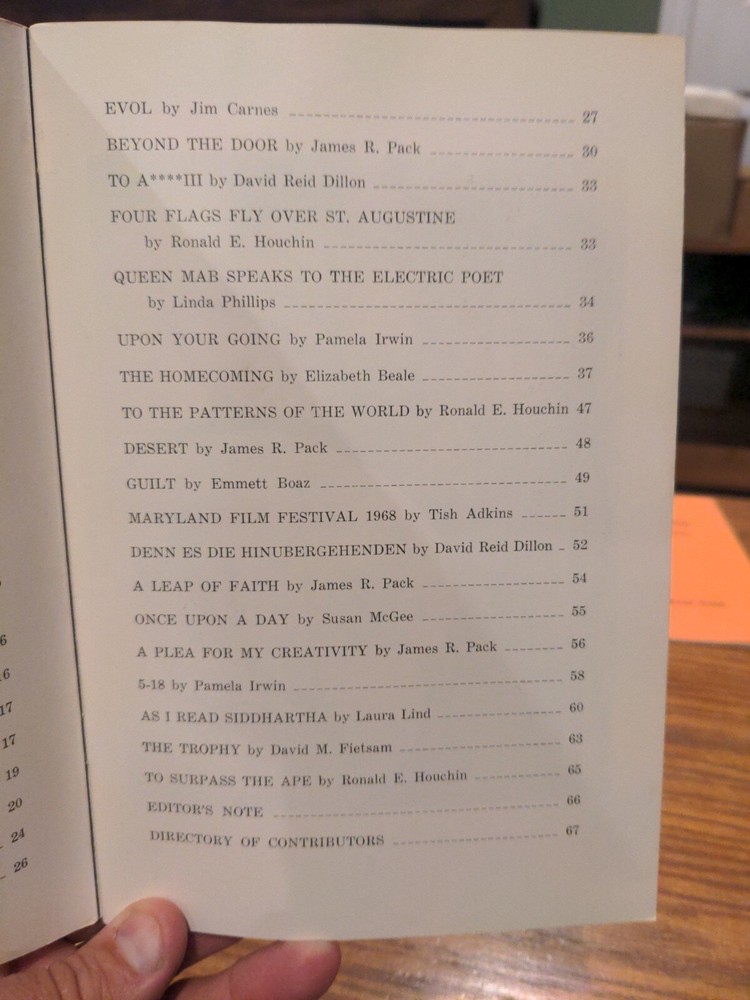 EVOL by Jim Carnes 27
BEYOND THE DOOR by James R. Pack 30
TO A****III by David Reid Dillon 33
FOUR FLAGS FLY OVER ST. AUGUSTINE
by Ronald E. Houchin 33
QUEEN MAB SPEAKS TO THE ELECTRIC POET
by Linda Phillips 34
UPON YOUR GOING by Pamela Irwin 36
THE HOMECOMING by Elizabeth Beale 37
TO THE PATTERNS OF THE WORLD by Ronald E. Houchin 47
DESERT by James R. Pack 48
GUILT by Emmett Boaz 49
MARYLAND FILM FESTIVAL 1968 by Tish Adkins 51
DENN ES DIE HINUBERGEHENDEN by David Reid Dillon 52
A LEAP OF FAITH by James R. Pack 54
ONCE UPON A DAY by Susan McGee 55
A PLEA FOR MY CREATIVITY by James R. Pack 56
5-18 by Pamela Irwin 58
AS I READ SIDDHARTHA by Laura Lind 60
THE TROPHY by David M. Fietsam 63
TO SURPASS THE APE by Ronald E. Houchin 65
EDITOR'S NOTE 66
DIRECTORY OF CONTRIBUTORS 67
17
17
19
20
24
26